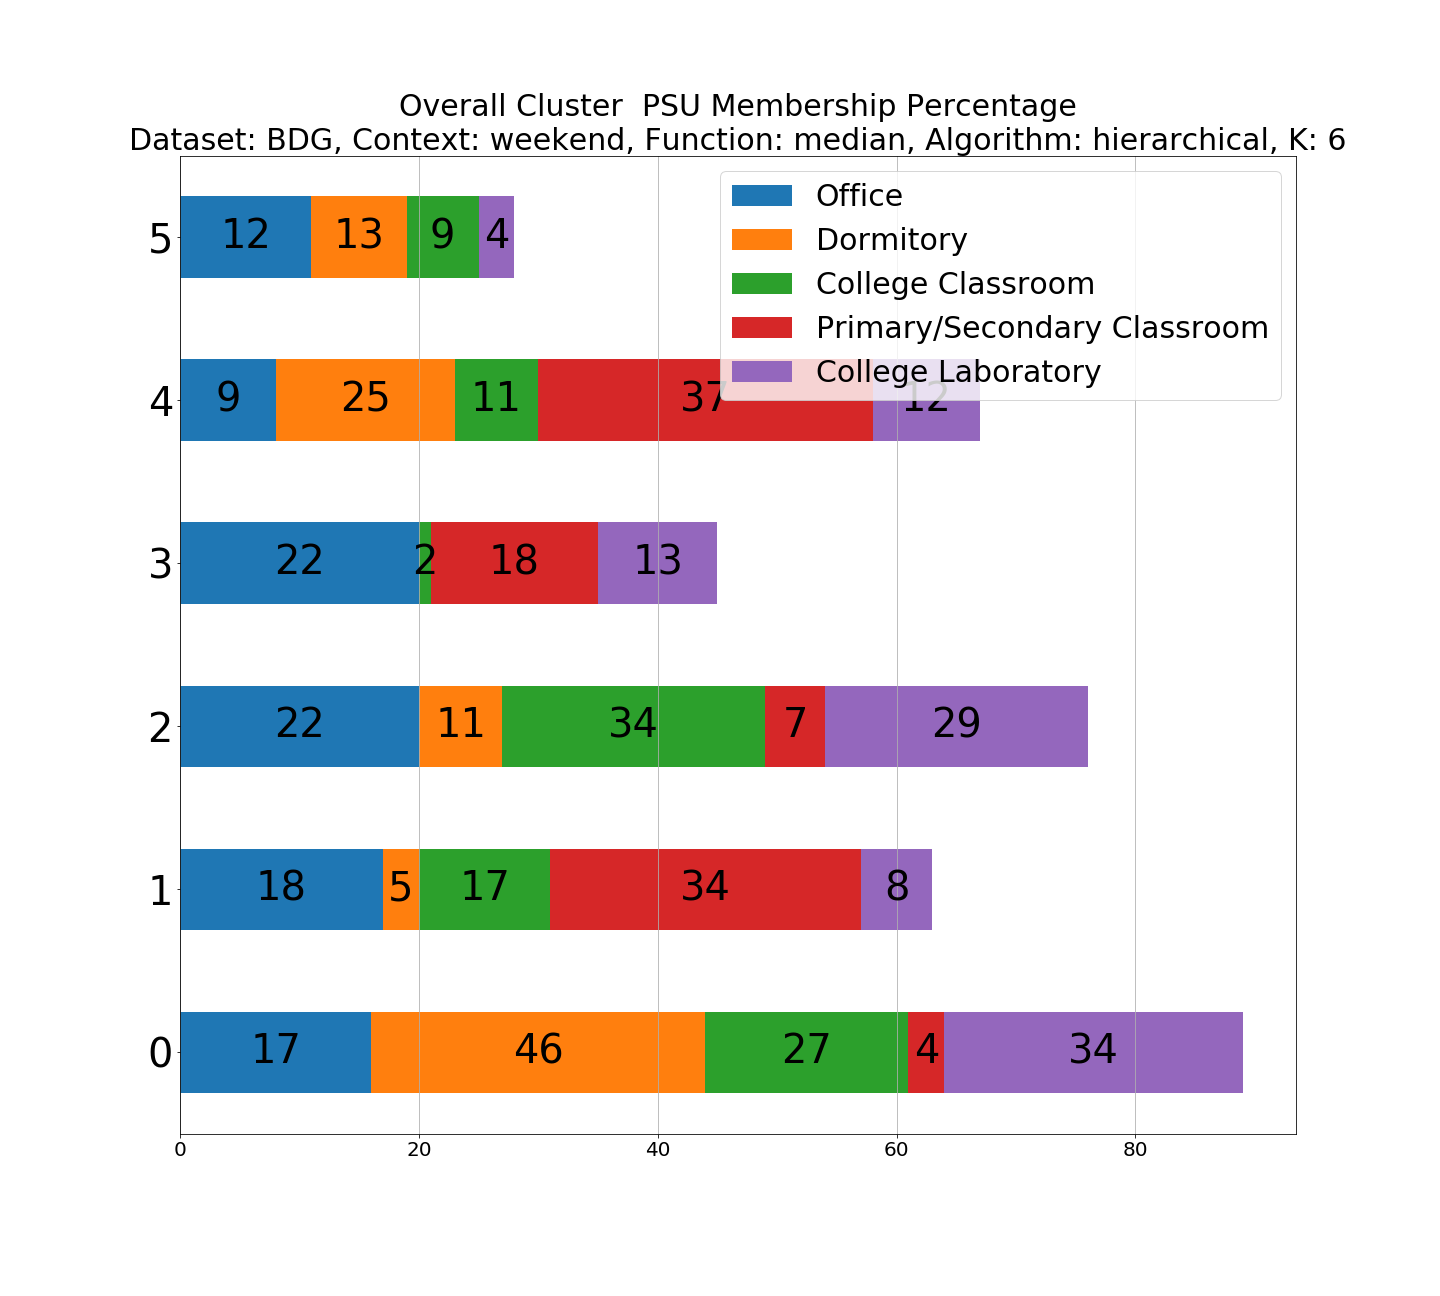 Overall Cluster  PSU Membership Percentage
Dataset: BDG, Context: weekend, Function: median, Algorithm: hierarchical, K: 6
Office
Dormitory
College Classroom
Primary/Secondary Classroom
College Laboratory
5 12 13 9 4
4 9 25 11 37 12
3 22 2 18 13
2 22 11 34 7 29
1 18 5 17 34 8
0 17 46 27 4 34
0 20 40 60 80